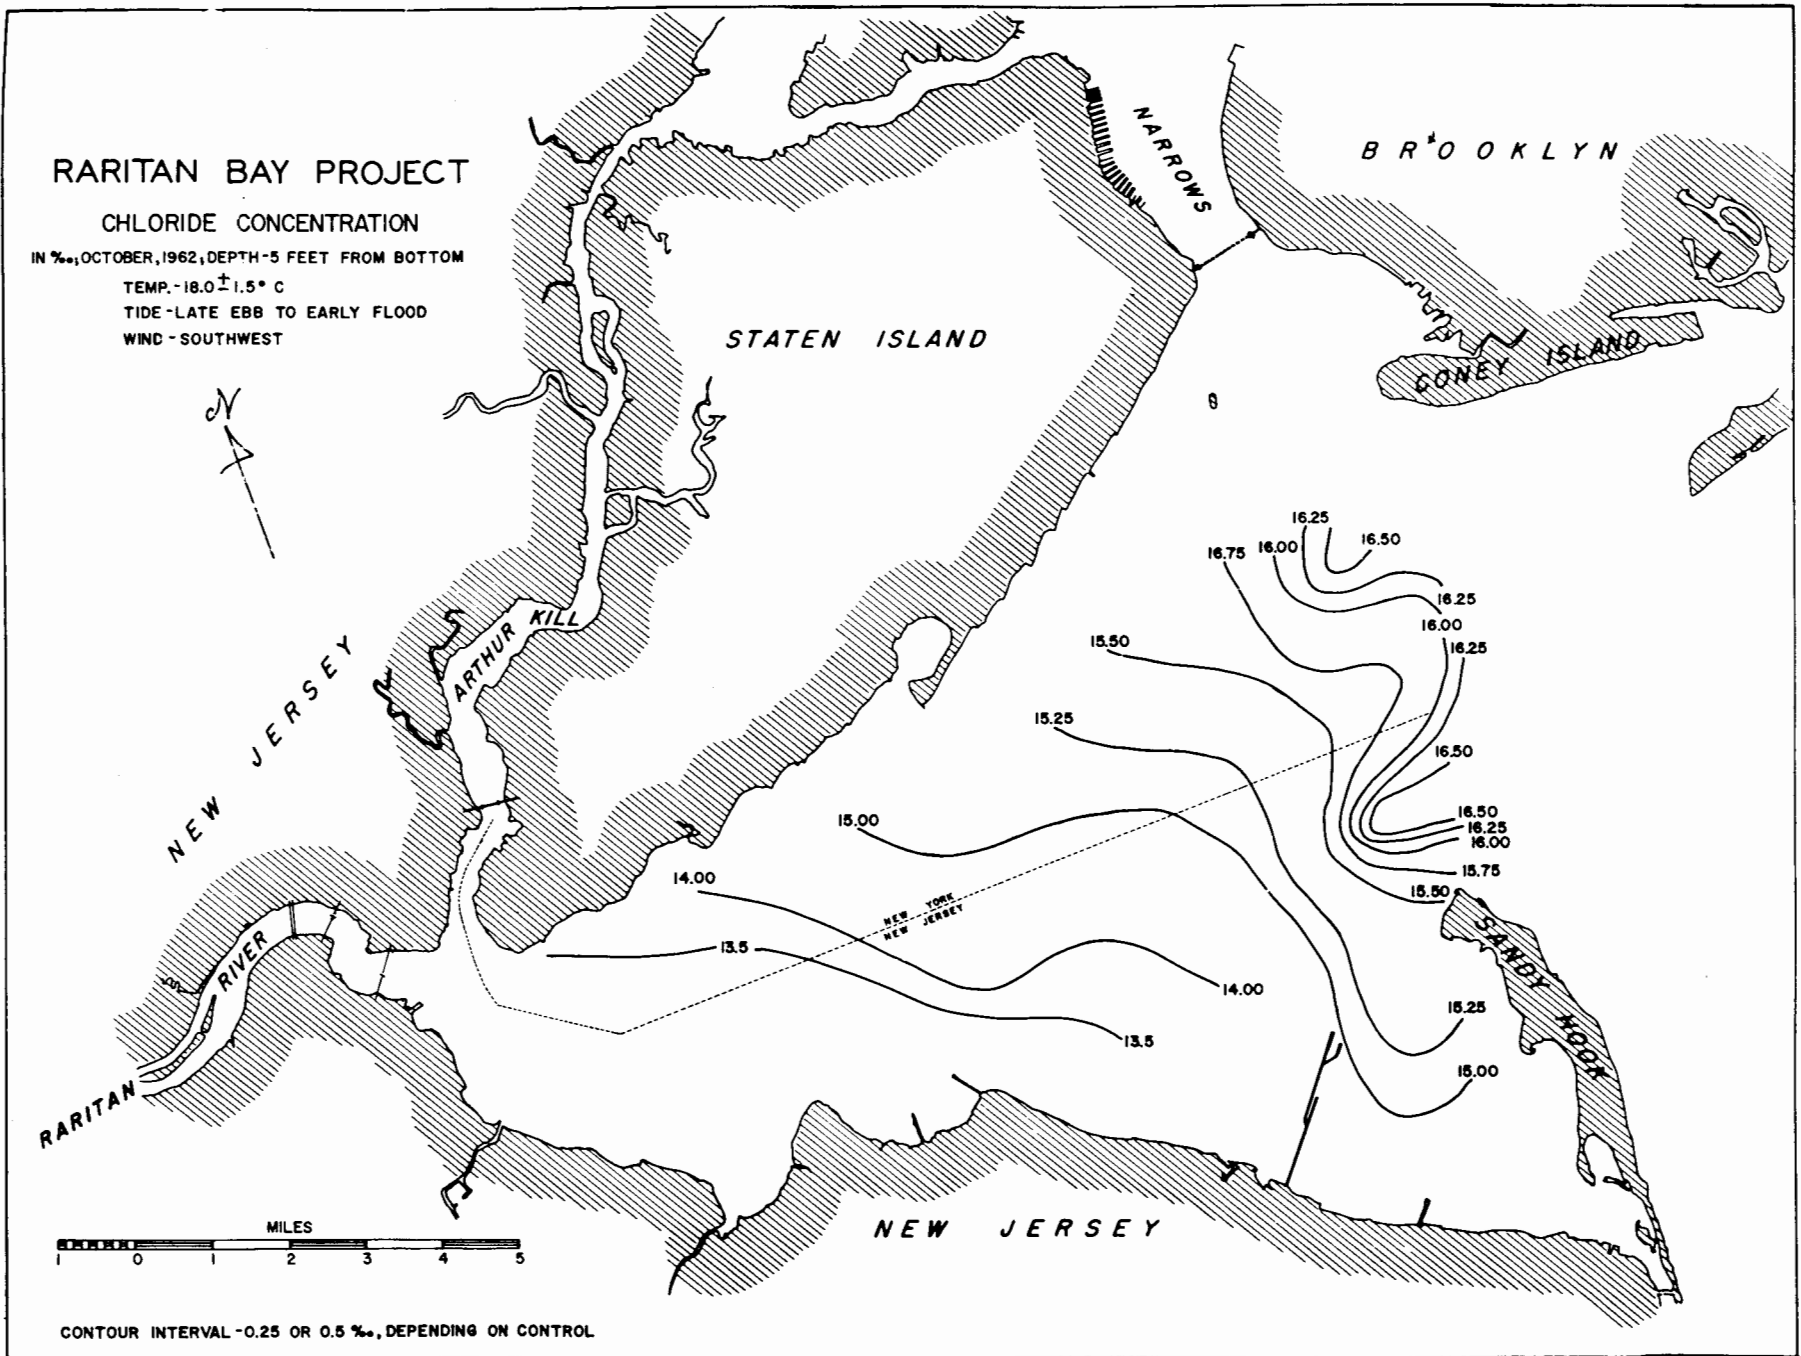 RARITAN BAY PROJECT
CHLORIDE CONCENTRATION
IN ‰; OCTOBER, 1962; DEPTH-5 FEET FROM BOTTOM
TEMP.-18.0 ± 1.5° C
TIDE-LATE EBB TO EARLY FLOOD
WIND-SOUTHWEST
N
NARROWS
BROOKLYN
STATEN ISLAND
CONEY ISLAND
ARTHUR KILL
NEW JERSEY
RARITAN RIVER
16.25
16.50
16.75
16.00
16.25
16.00
16.25
15.50
15.25
16.50
15.00
16.50
16.25
16.00
15.75
15.50
14.00
NEW YORK
NEW JERSEY
13.5
14.00
15.25
13.5
15.00
SANDY HOOK
NEW JERSEY
MILES
1 0 1 2 3 4 5
CONTOUR INTERVAL-0.25 OR 0.5 ‰, DEPENDING ON CONTROL